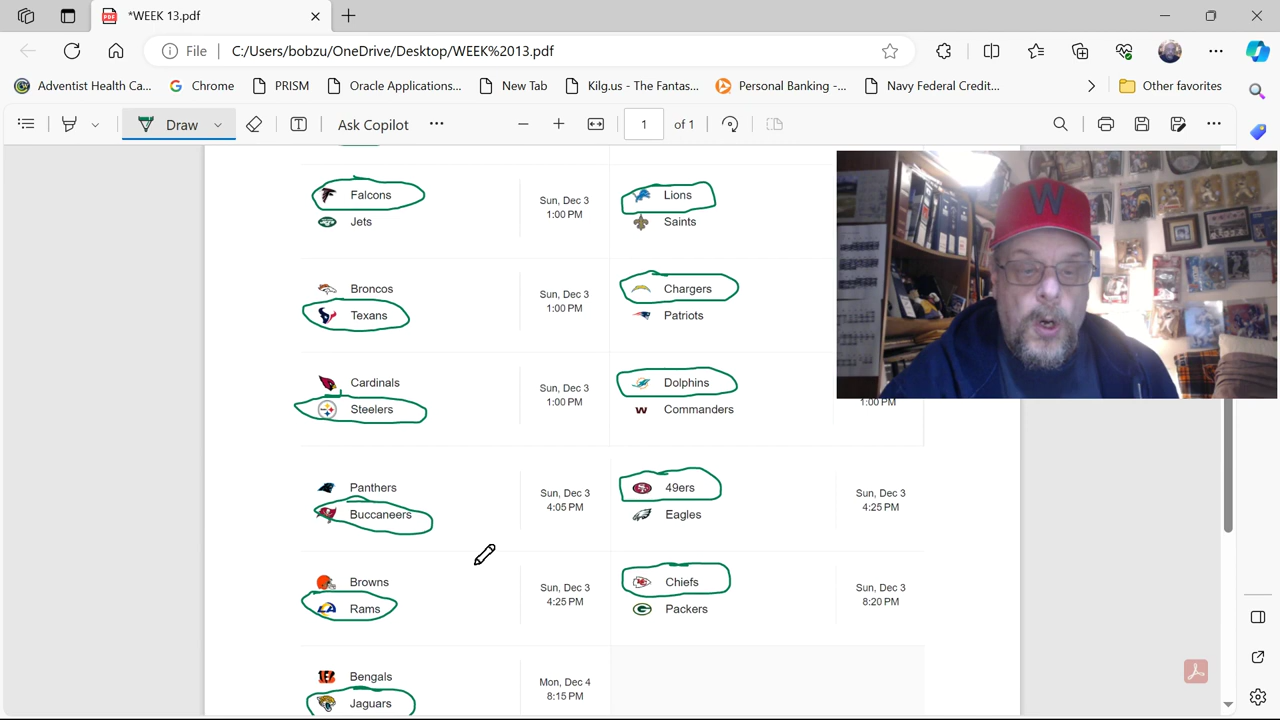 *WEEK 13.pdf
File
C:/Users/bobzu/OneDrive/Desktop/WEEK%2013.pdf
Adventist Health Ca...
Chrome
PRISM
Oracle Applications...
New Tab
Kilg.us - The Fantas...
Personal Banking -...
Navy Federal Credit...
Other favorites
Draw
Ask Copilot
1 of 1
Falcons
Jets
Sun, Dec 3
1:00 PM
Lions
Saints
Broncos
Texans
Sun, Dec 3
1:00 PM
Chargers
Patriots
Cardinals
Steelers
Sun, Dec 3
1:00 PM
Dolphins
Commanders
1:00 PM
Panthers
Buccaneers
Sun, Dec 3
4:05 PM
49ers
Eagles
Sun, Dec 3
4:25 PM
Browns
Rams
Sun, Dec 3
4:25 PM
Chiefs
Packers
Sun, Dec 3
8:20 PM
Bengals
Jaguars
Mon, Dec 4
8:15 PM
W